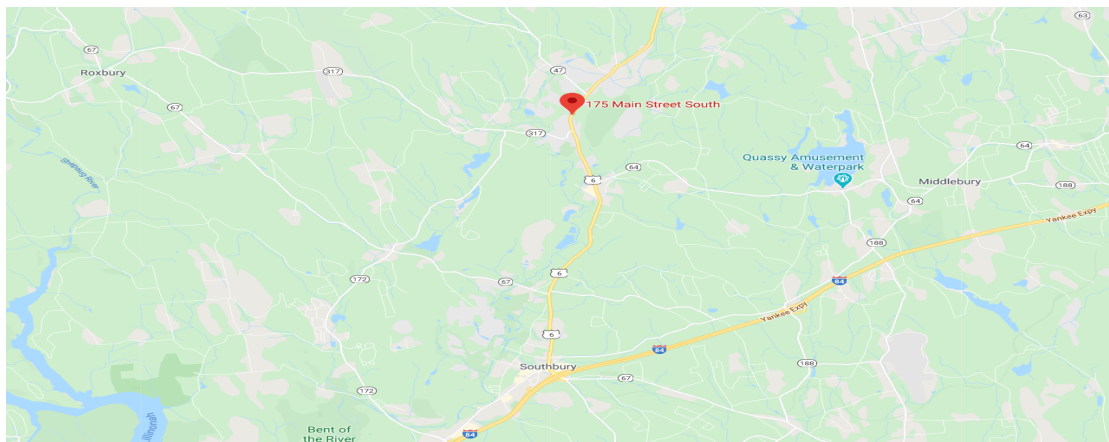 63
67
Roxbury
317
47
67
175 Main Street South
317
64
64
Shepaug River
Quassy Amusement
& Waterpark
6
Middlebury
188
64
Yankee Expy
188
172
6
67
84
Yankee Expy
6
84
188
Southbury
67
172
Bent of
the River
84